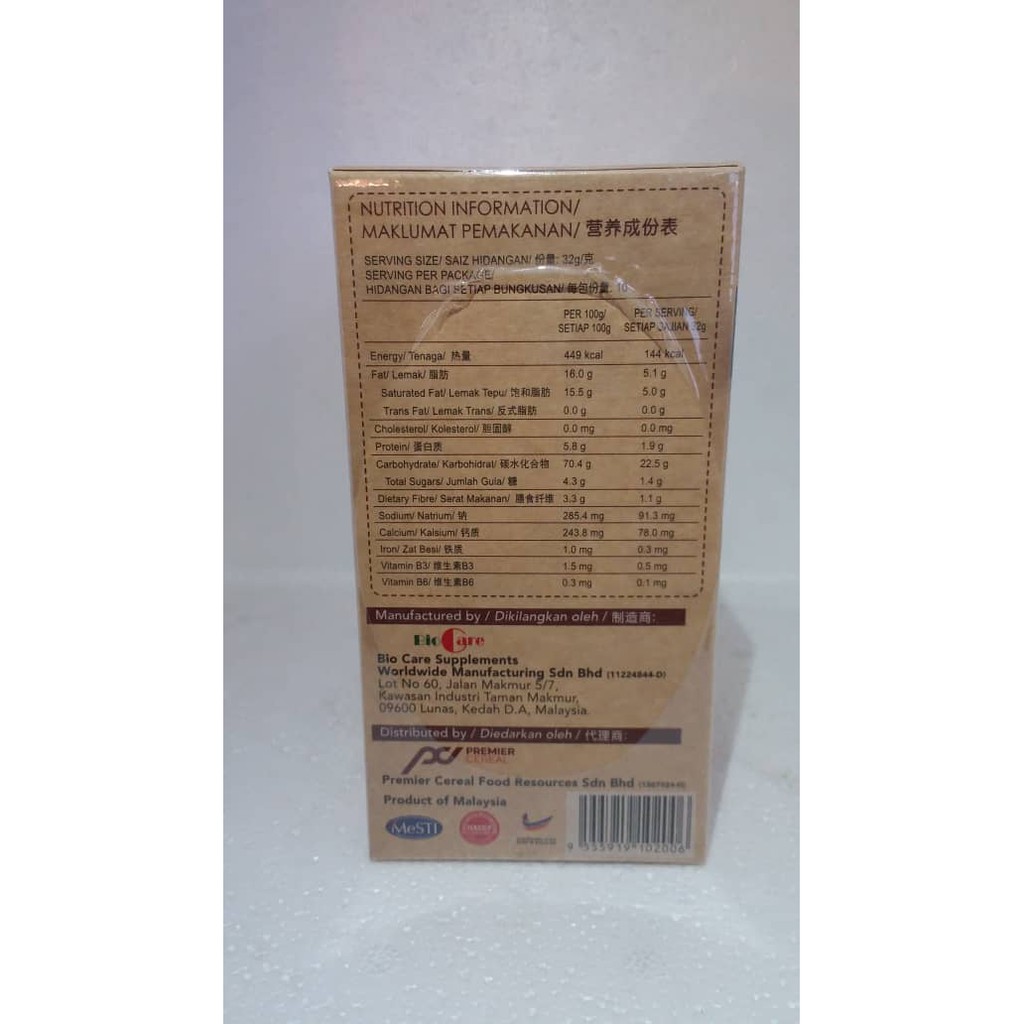 NUTRITION INFORMATION/
MAKLUMAT PEMAKANAN/ 营养成份表
SERVING SIZE/ SAIZ HIDANGAN/ 份量: 32g/克
SERVING PER PACKAGE/
HIDANGAN BAGI SETIAP BUNGKUSAN/ 每包份量: 10
PER 100g/ PER SERVING/
SETIAP 100g SETIAP SAJIAN 32g
Energy/ Tenaga/ 热量 449 kcal 144 kcal
Fat/ Lemak/ 脂肪 16.0 g 5.1 g
Saturated Fat/ Lemak Tepu/ 饱和脂肪 15.5 g 5.0 g
Trans Fat/ Lemak Trans/ 反式脂肪 0.0 g 0.0 g
Cholesterol/ Kolesterol/ 胆固醇 0.0 mg 0.0 mg
Protein/ 蛋白质 5.8 g 1.9 g
Carbohydrate/ Karbohidrat/ 碳水化合物 70.4 g 22.5 g
Total Sugars/ Jumlah Gula/ 糖 4.3 g 1.4 g
Dietary Fibre/ Serat Makanan/ 膳食纤维 3.3 g 1.1 g
Sodium/ Natrium/ 钠 285.4 mg 91.3 mg
Calcium/ Kalsium/ 钙质 243.8 mg 78.0 mg
Iron/ Zat Besi/ 铁质 1.0 mg 0.3 mg
Vitamin B3/ 维生素B3 1.5 mg 0.5 mg
Vitamin B6/ 维生素B6 0.3 mg 0.1 mg
Manufactured by / Dikilangkan oleh / 制造商:
BioCare
Bio Care Supplements
Worldwide Manufacturing Sdn Bhd (1122484-D)
Lot No 60, Jalan Makmur 5/7,
Kawasan Industri Taman Makmur,
09600 Lunas, Kedah D.A, Malaysia.
Distributed by / Diedarkan oleh / 代理商:
PREMIER
CEREAL
Premier Cereal Food Resources Sdn Bhd
Product of Malaysia
MeSTI
HACCP
9 555919 102006